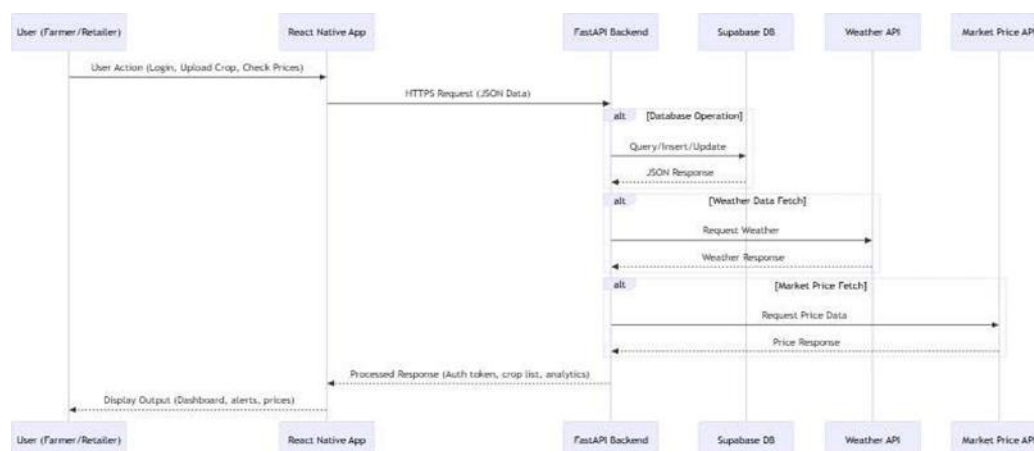 User (Farmer/Retailer) React Native App FastAPI Backend Supabase DB Weather API Market Price API
User Action (Login, Upload Crop, Check Prices)
HTTPS Request (JSON Data)
alt [Database Operation]
Query/Insert/Update
JSON Response
alt [Weather Data Fetch]
Request Weather
Weather Response
alt [Market Price Fetch]
Request Price Data
Price Response
Processed Response (Auth token, crop list, analytics)
Display Output (Dashboard, alerts, prices)
User (Farmer/Retailer) React Native App FastAPI Backend Supabase DB Weather API Market Price API